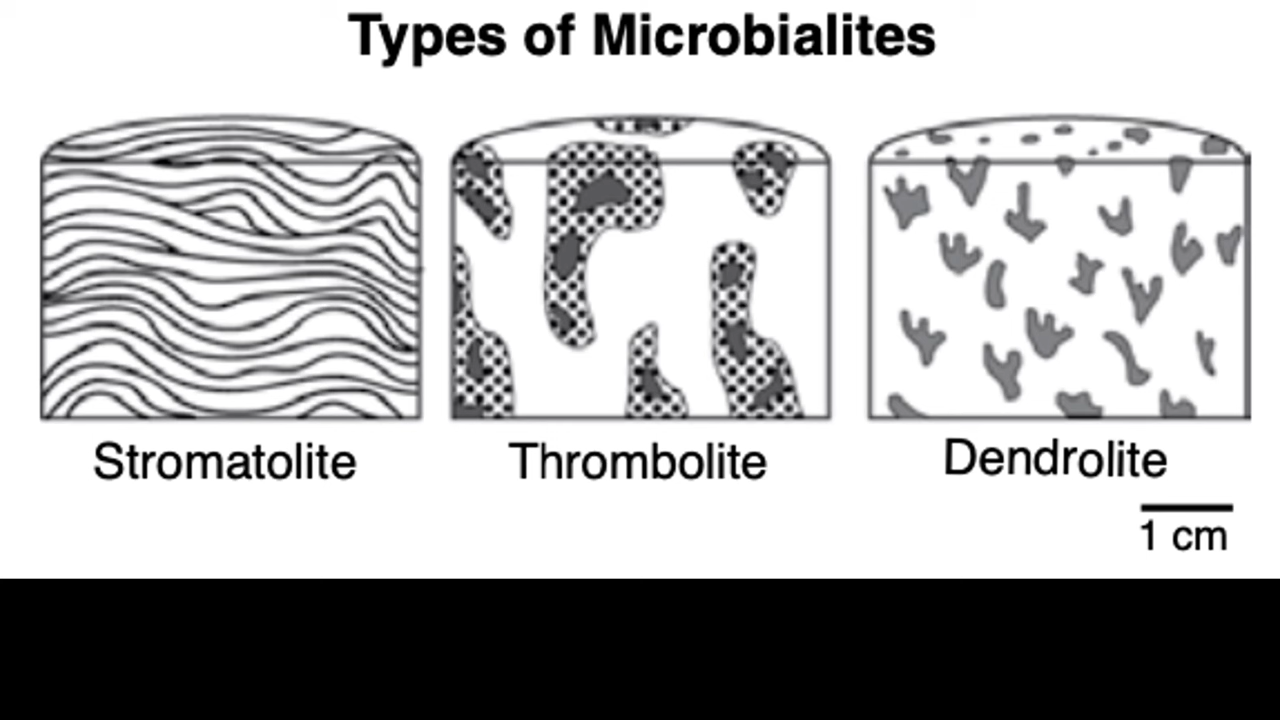 Types of Microbialites
Stromatolite
Thrombolite
Dendrolite
1 cm